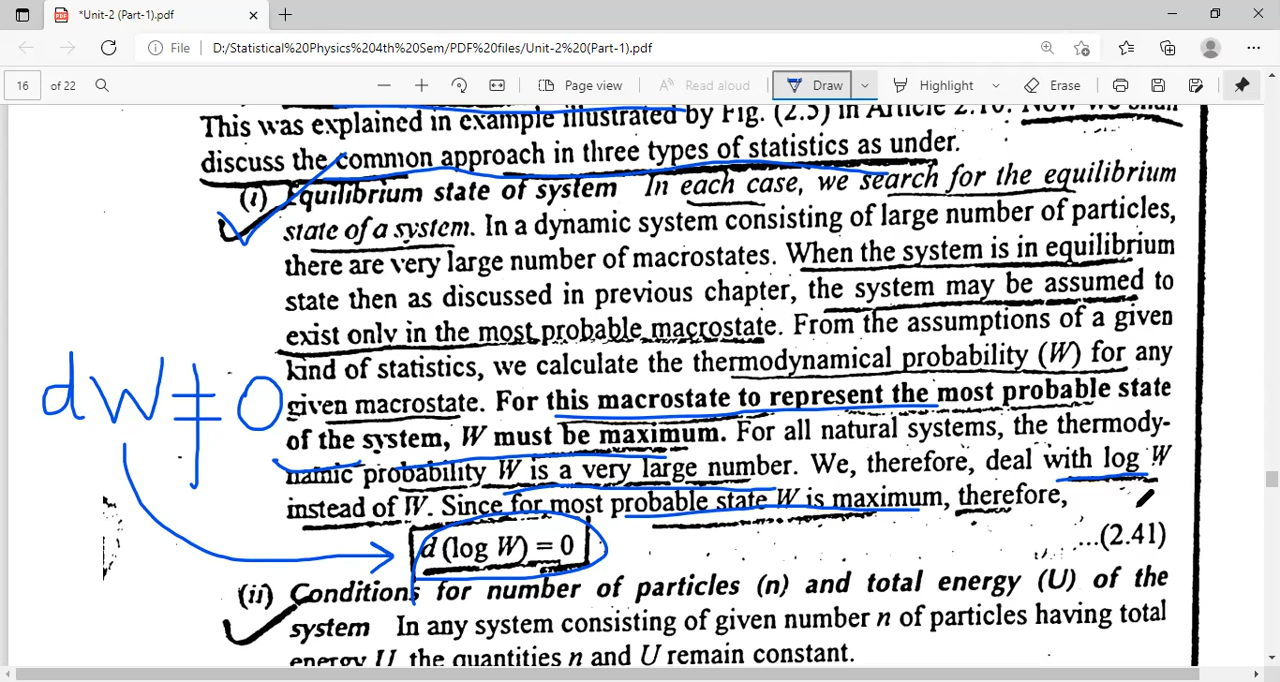 *Unit-2 (Part-1).pdf
File D:/Statistical%20Physics%204th%20Sem/PDF%20files/Unit-2%20(Part-1).pdf
16 of 22 Page view Read aloud Draw Highlight Erase
This was explained in example illustrated by Fig. (2.5) in Article 2.10. Now we shall
discuss the common approach in three types of statistics as under.
(i) Equilibrium state of system In each case, we search for the equilibrium
state of a system. In a dynamic system consisting of large number of particles,
there are very large number of macrostates. When the system is in equilibrium
state then as discussed in previous chapter, the system may be assumed to
exist only in the most probable macrostate. From the assumptions of a given
kind of statistics, we calculate the thermodynamical probability (W) for any
given macrostate. For this macrostate to represent the most probable state
of the system, W must be maximum. For all natural systems, the thermody-
namic probability W is a very large number. We, therefore, deal with log W
instead of W. Since for most probable state W is maximum, therefore,
dW ‡ 0
d (log W) = 0 ...(2.41)
(ii) Conditions for number of particles (n) and total energy (U) of the
system In any system consisting of given number n of particles having total
energy U the quantities n and U remain constant.